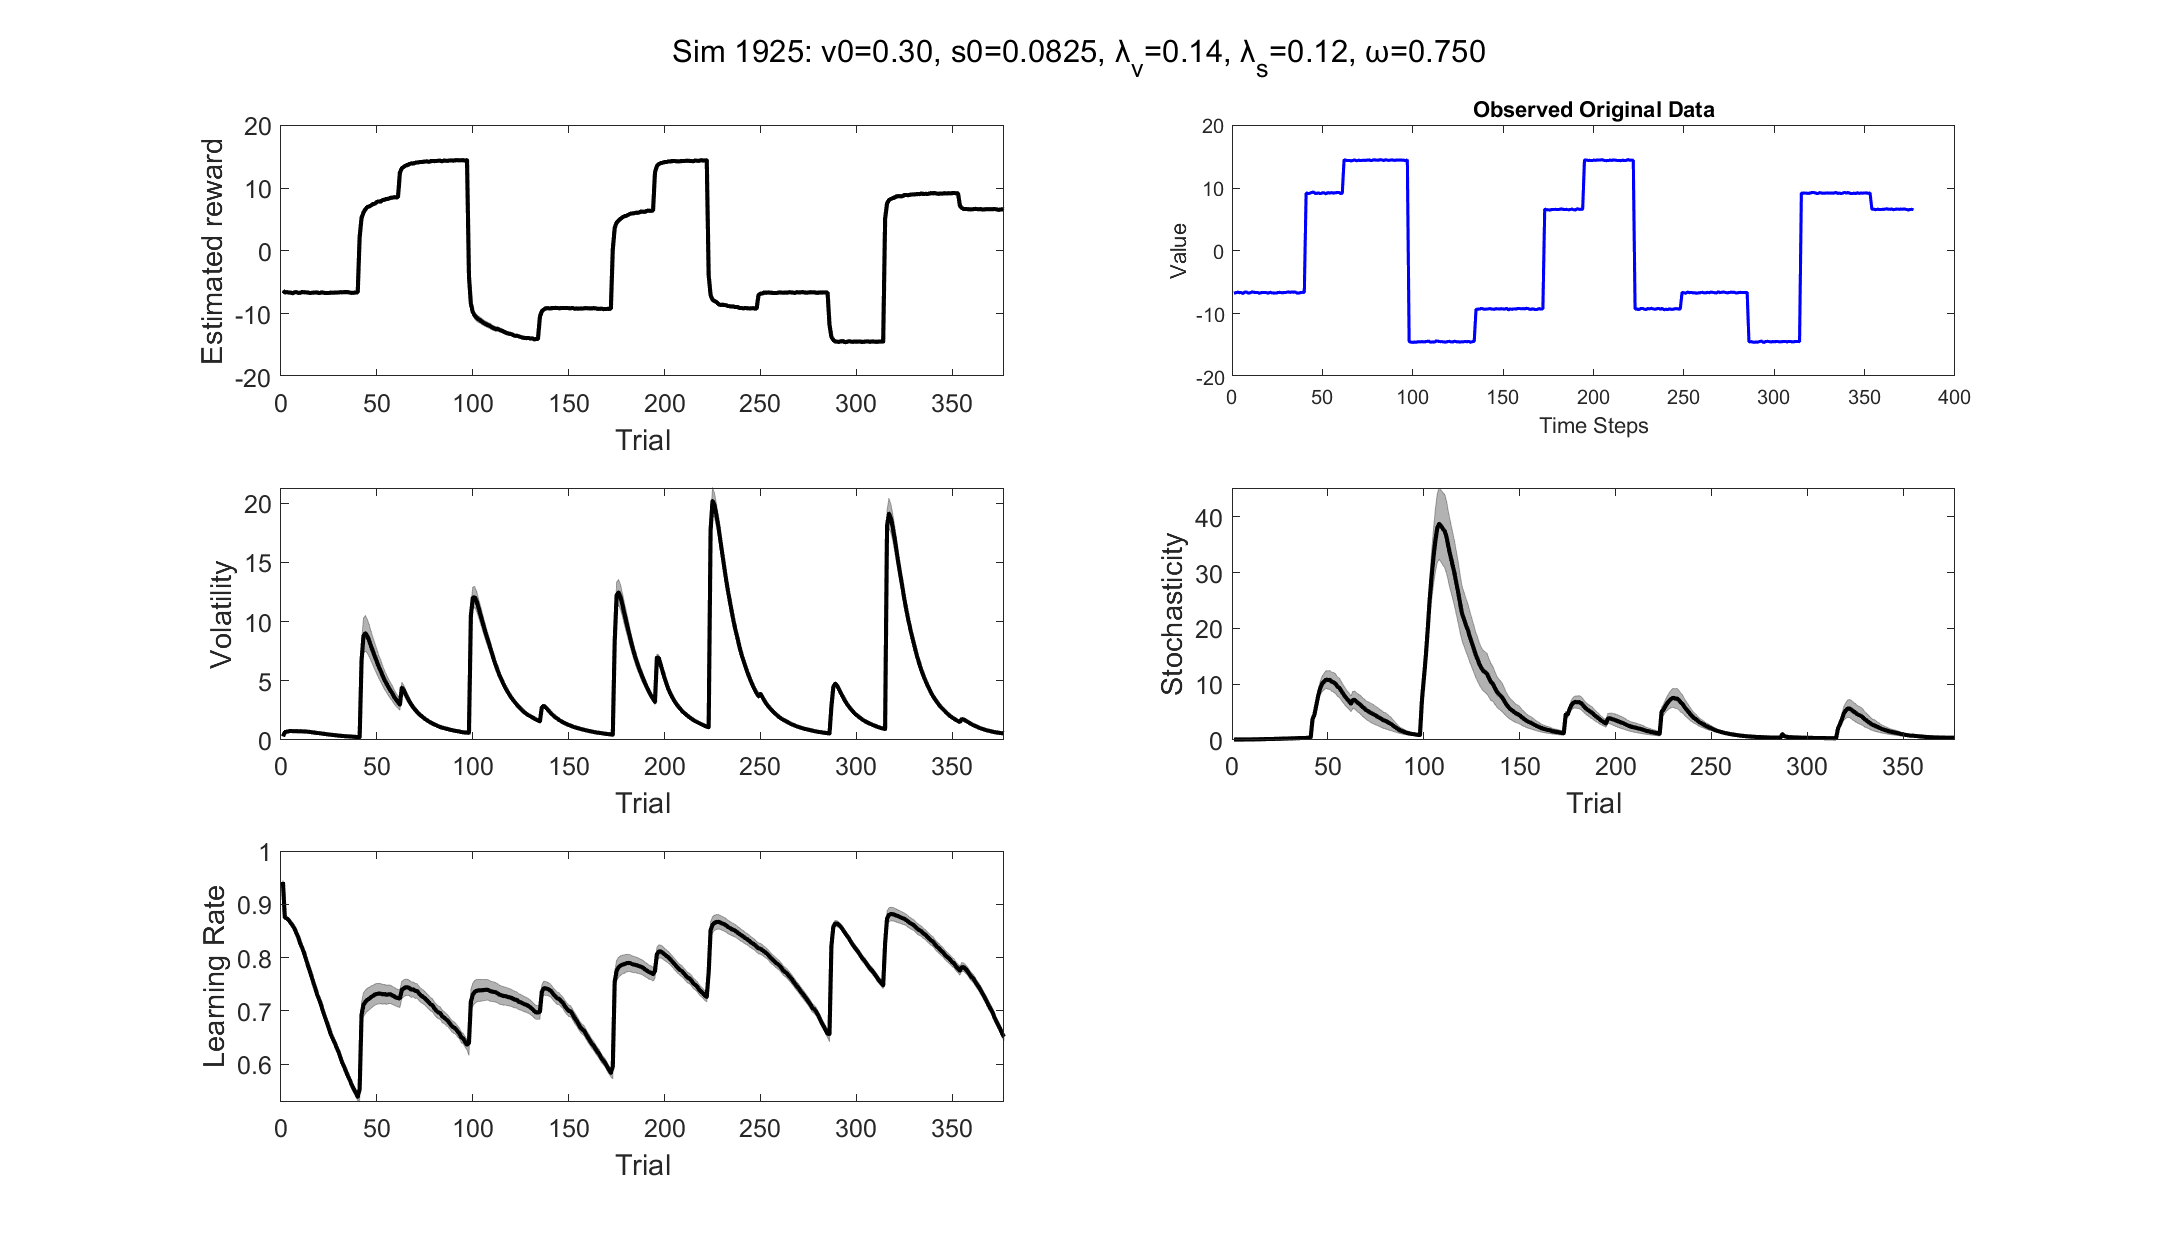 Sim 1925: v0=0.30, s0=0.0825, λv=0.14, λs=0.12, ω=0.750
20
10
0
-10
-20
Estimated reward
0 50 100 150 200 250 300 350
Trial
Observed Original Data
20
10
0
-10
-20
Value
0 50 100 150 200 250 300 350 400
Time Steps
20
15
10
5
0
Volatility
0 50 100 150 200 250 300 350
Trial
40
30
20
10
0
Stochasticity
0 50 100 150 200 250 300 350
Trial
1
0.9
0.8
0.7
0.6
Learning Rate
0 50 100 150 200 250 300 350
Trial